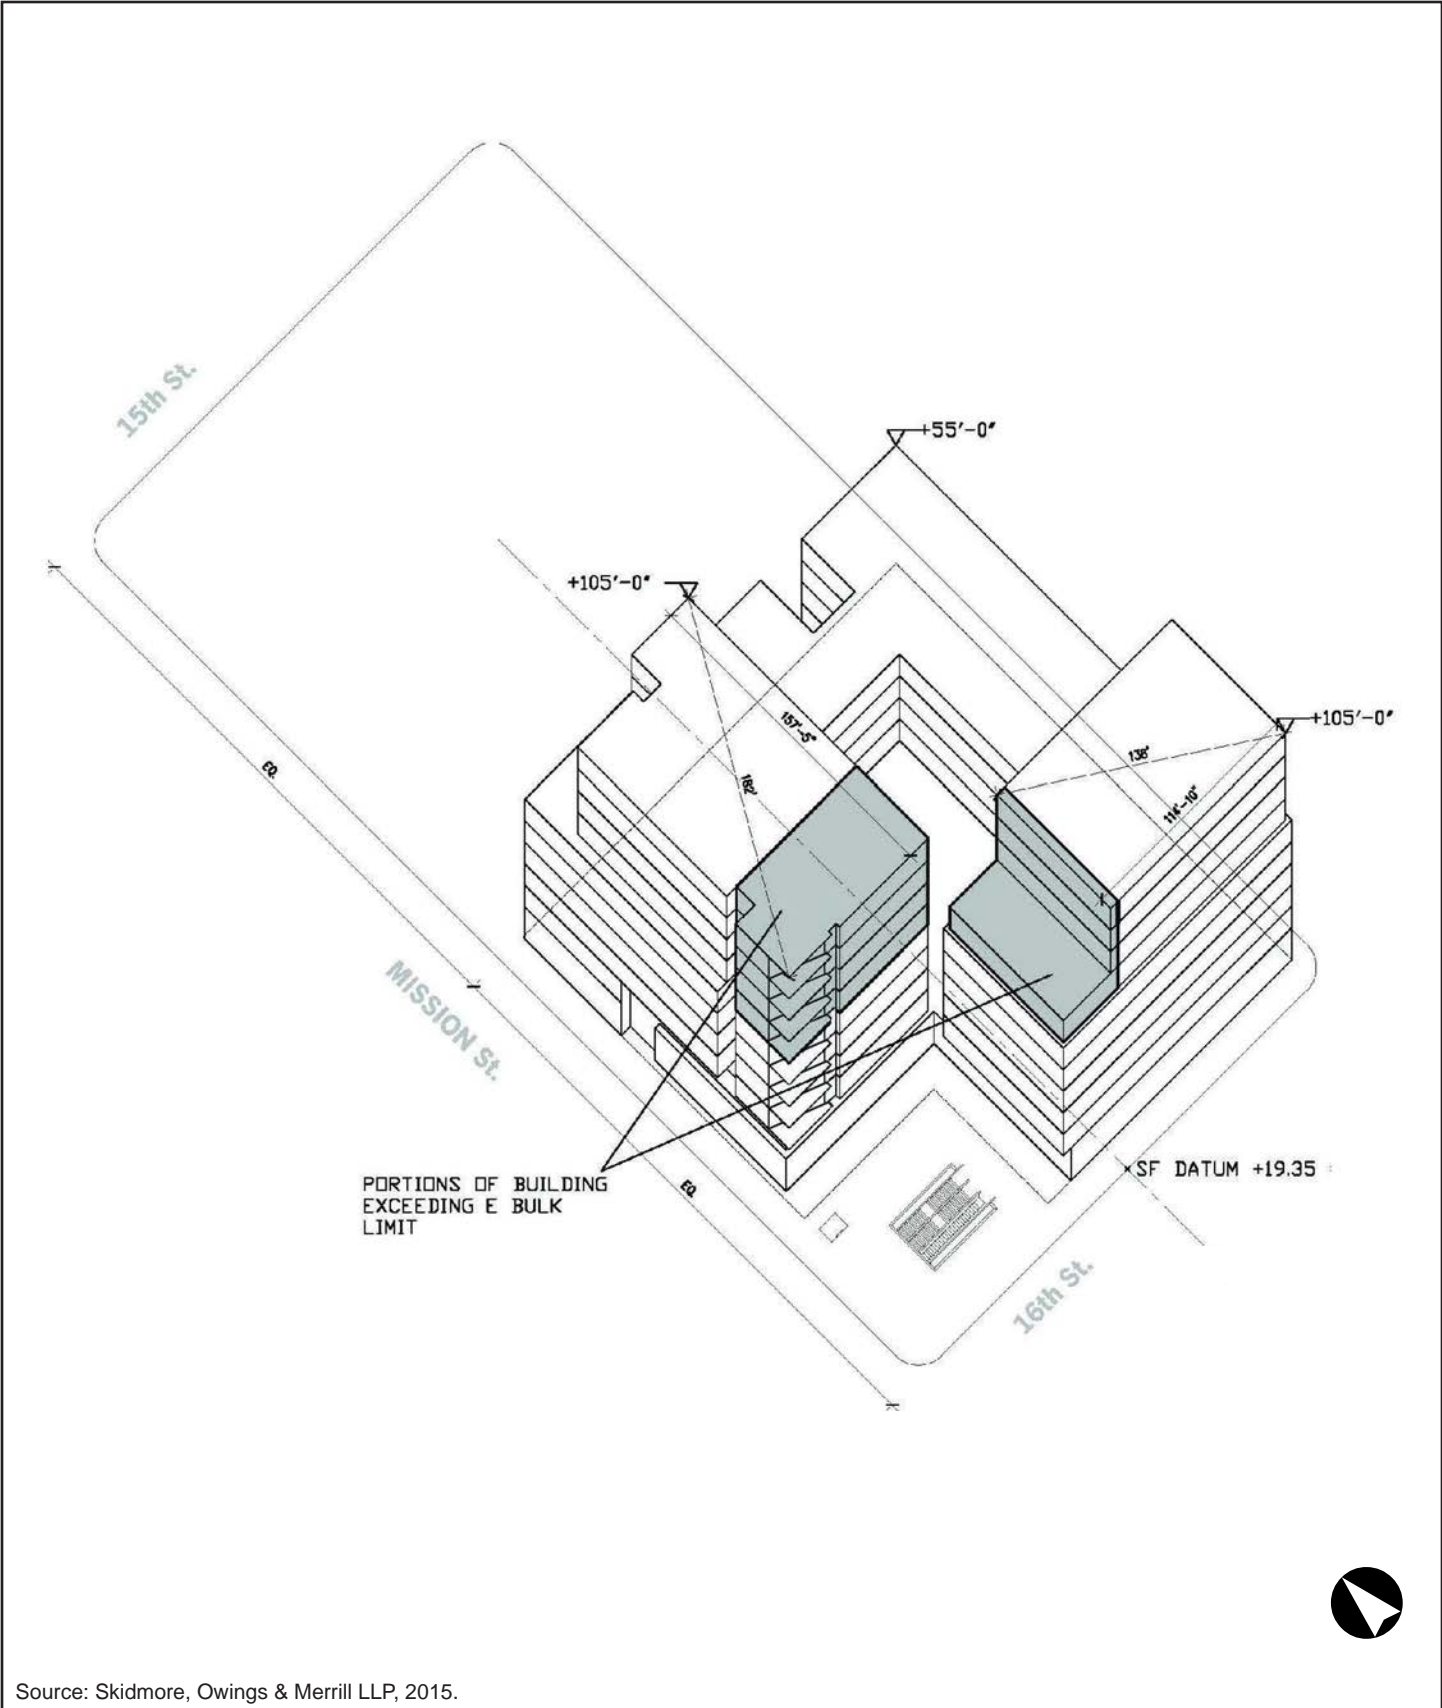 15th St.
+55'-0"
+105'-0"
157'-5"
182'
+105'-0"
138'
114'-10"
EQ.
MISSION St.
PORTIONS OF BUILDING
EXCEEDING E BULK
LIMIT
EQ.
SF DATUM +19.35
16th St.
Source: Skidmore, Owings & Merrill LLP, 2015.